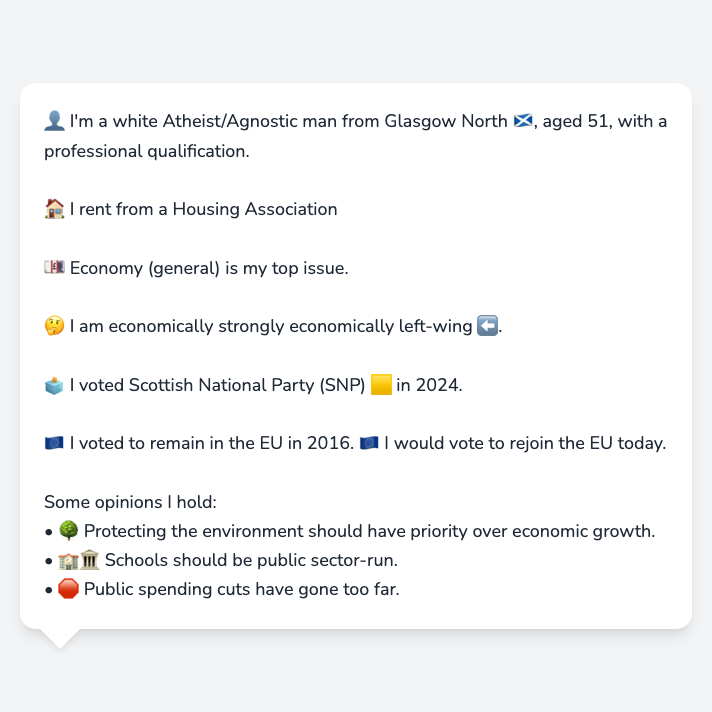 👤 I'm a white Atheist/Agnostic man from Glasgow North 🏴󠁧󠁢󠁳󠁣󠁴󠁿, aged 51, with a
professional qualification.
🏠 I rent from a Housing Association
💷 Economy (general) is my top issue.
🤔 I am economically strongly economically left-wing ⬅️.
🗳️ I voted Scottish National Party (SNP) 🟨 in 2024.
🇪🇺 I voted to remain in the EU in 2016. 🇪🇺 I would vote to rejoin the EU today.
Some opinions I hold:
• 🌳 Protecting the environment should have priority over economic growth.
• 🏫🏛️ Schools should be public sector-run.
• 🛑 Public spending cuts have gone too far.